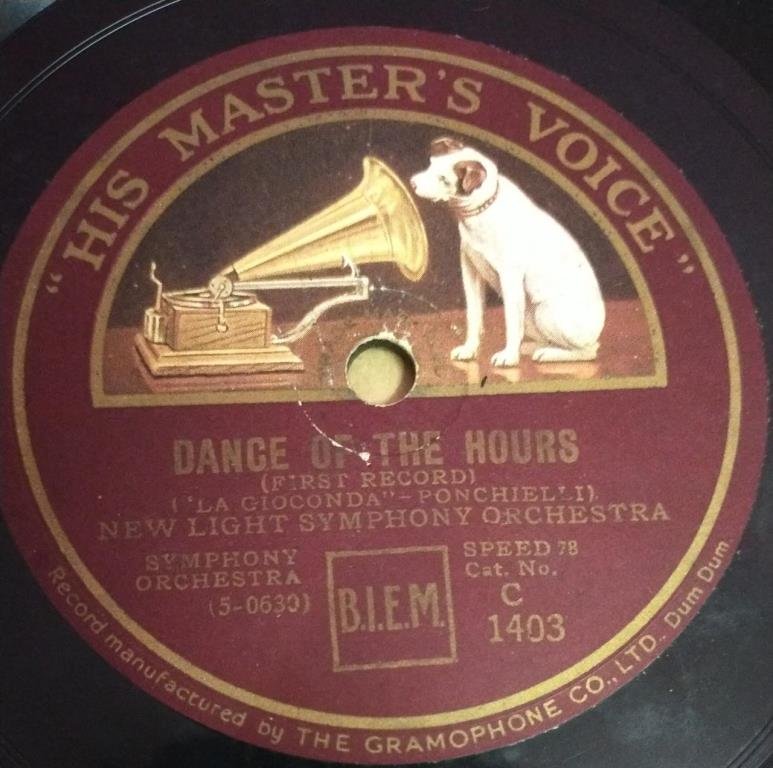 "HIS MASTER'S VOICE"
DANCE OF THE HOURS
(FIRST RECORD)
("LA GIOCONDA"—PONCHIELLI).
NEW LIGHT SYMPHONY ORCHESTRA
SYMPHONY
ORCHESTRA
(5-0630)
B.I.E.M.
SPEED 78
Cat. No.
C
1403
Record manufactured by THE GRAMOPHONE CO., LTD., Dum Dum.